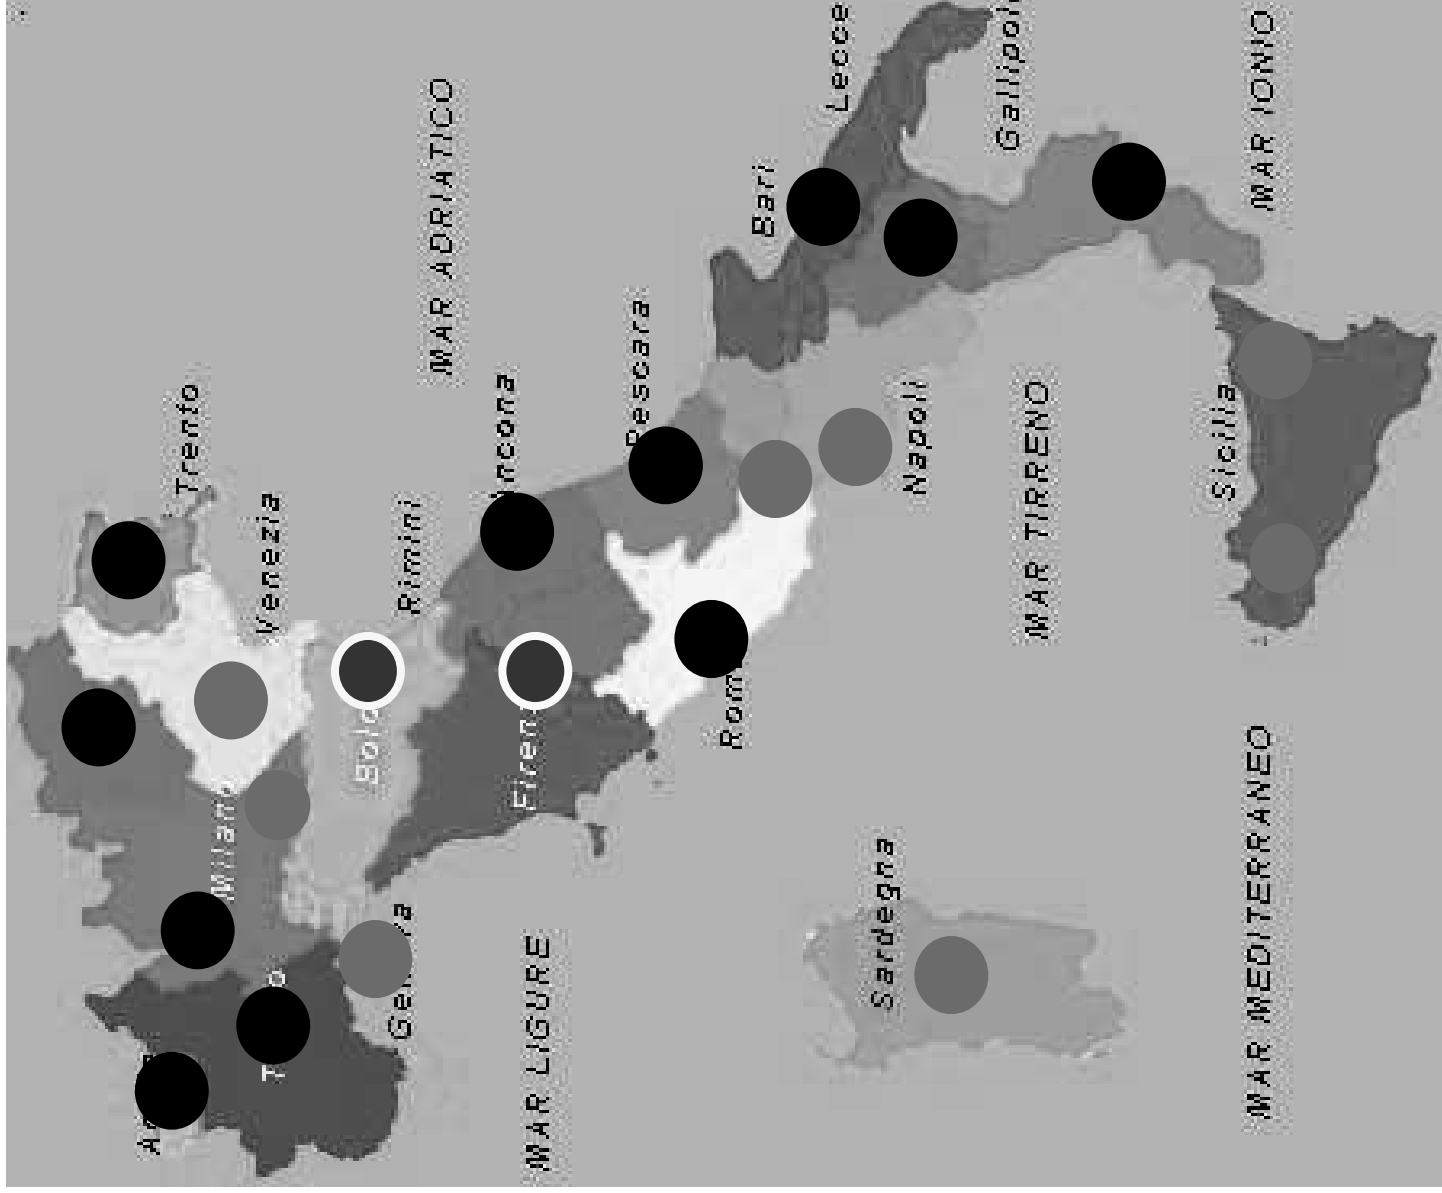 Trento
Venezia
Rimini
MAR ADRIATICO
Pescara
Bari
Lecce
MAR IONIO
Napoli
MAR TIRRENO
Sicilia
Milano
MAR LIGURE
Sardegna
MAR MEDITERRANEO